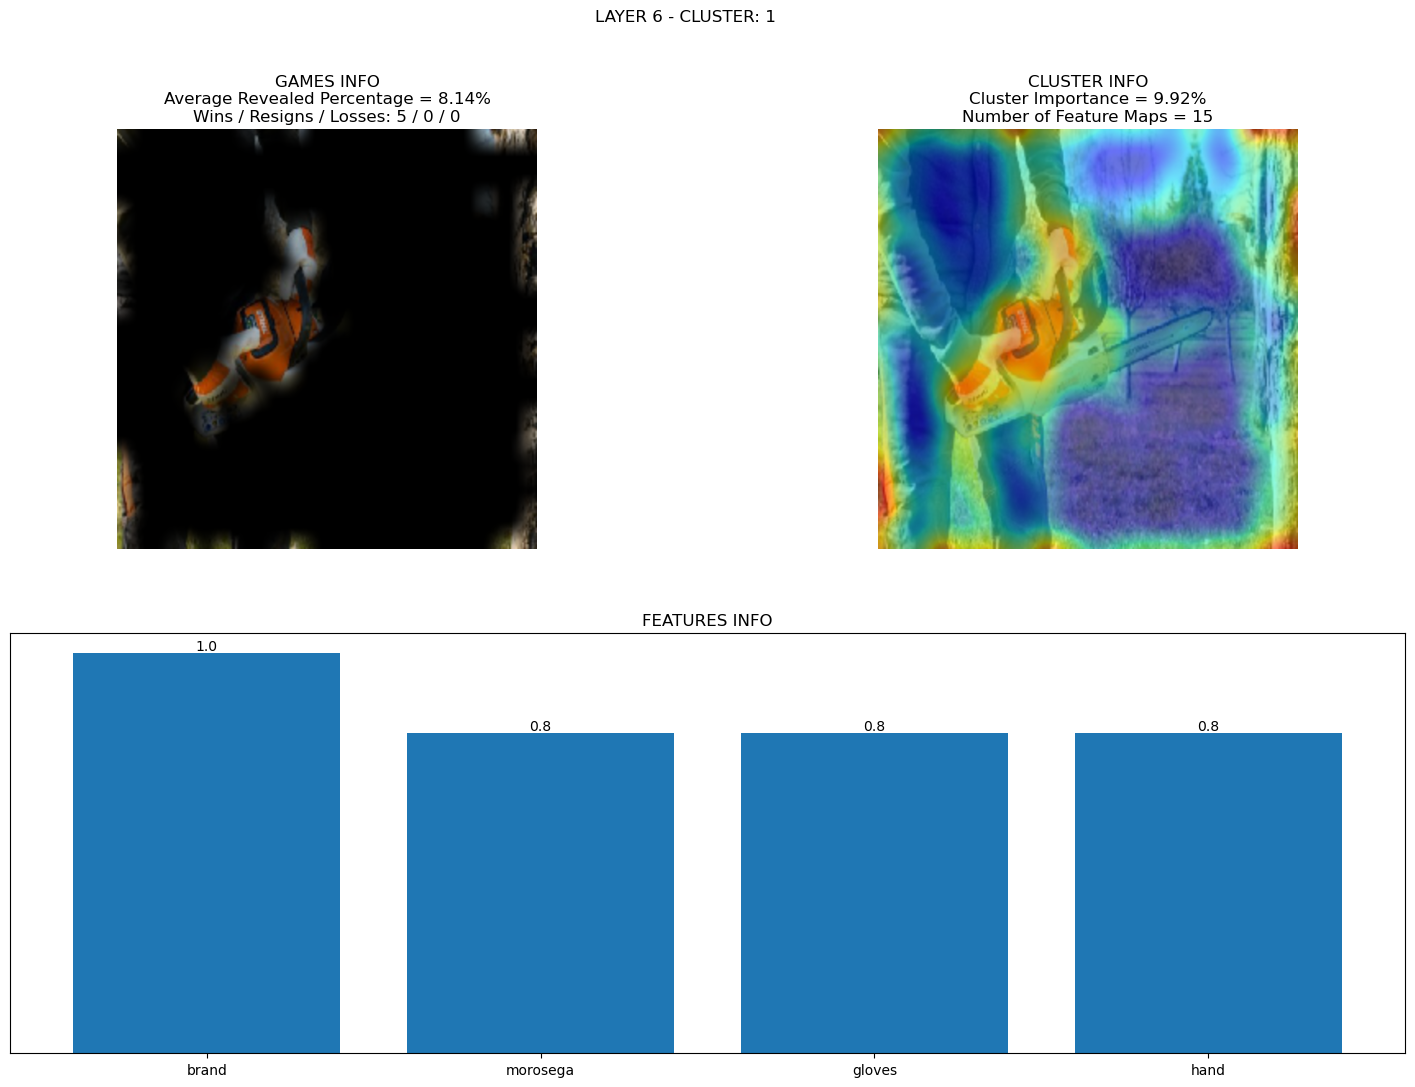 LAYER 6 - CLUSTER: 1
GAMES INFO
Average Revealed Percentage = 8.14%
Wins / Resigns / Losses: 5 / 0 / 0
CLUSTER INFO
Cluster Importance = 9.92%
Number of Feature Maps = 15
FEATURES INFO
1.0
0.8
0.8
0.8
brand
morosega
gloves
hand